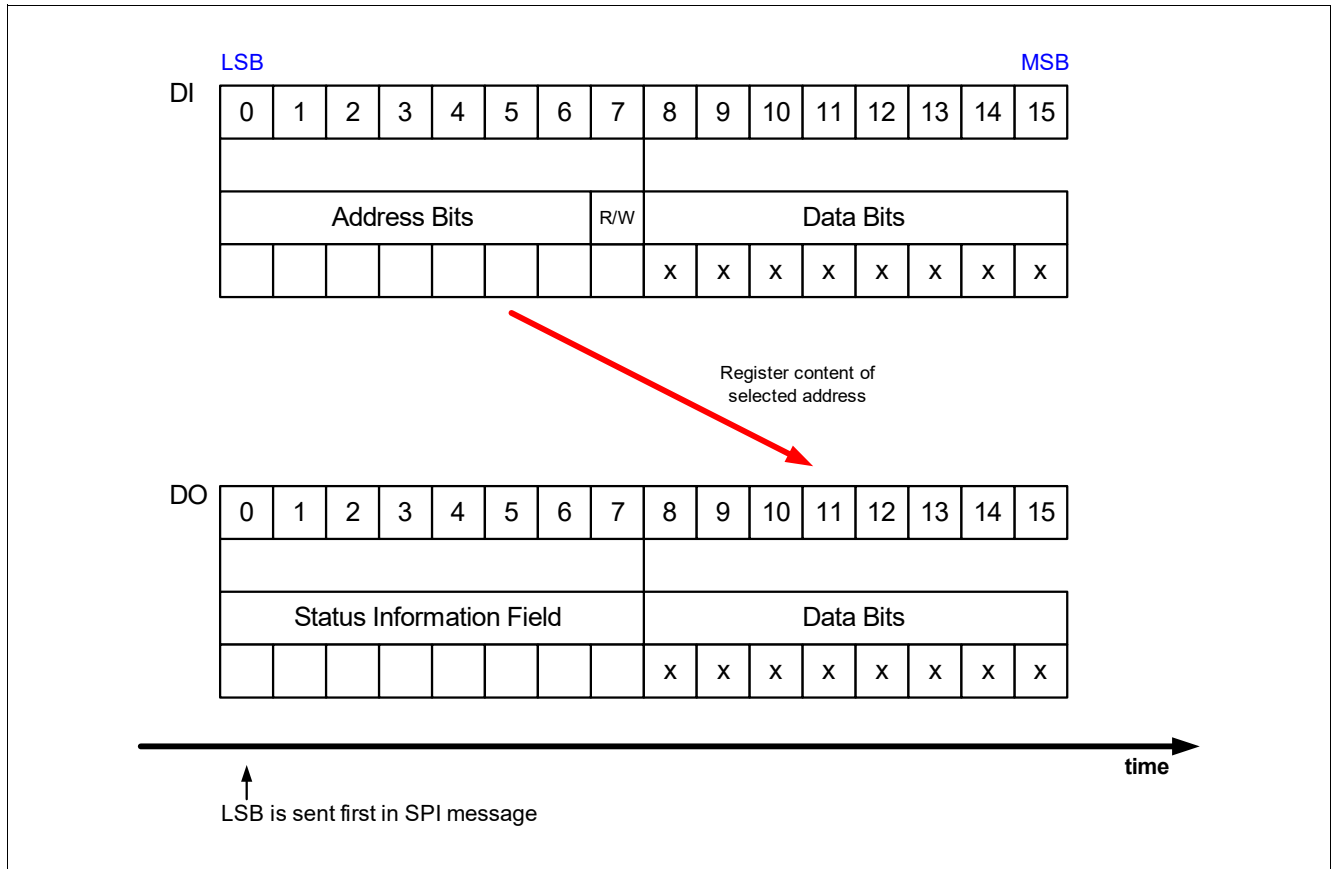 LSB MSB
DI 0 1 2 3 4 5 6 7 8 9 10 11 12 13 14 15
Address Bits R/W Data Bits
x x x x x x x x
Register content of
selected address
DO 0 1 2 3 4 5 6 7 8 9 10 11 12 13 14 15
Status Information Field Data Bits
x x x x x x x x
time
LSB is sent first in SPI message